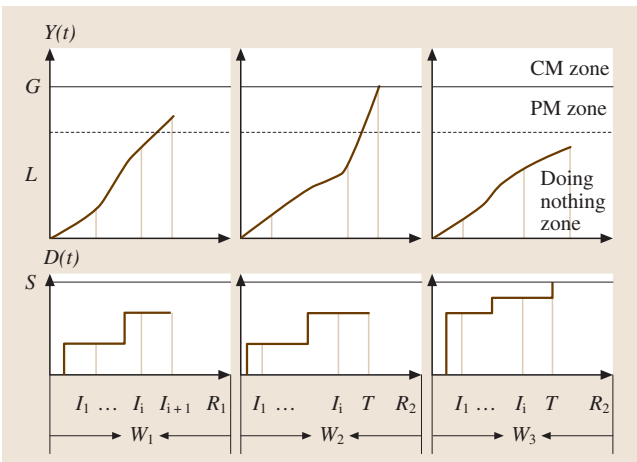 Y(t)
G
CM zone
PM zone
L
Doing
nothing
zone
D(t)
S
I₁ … Iᵢ Iᵢ₊₁ R₁
I₁ … Iᵢ T R₂
I₁ … Iᵢ T R₂
W₁
W₂
W₃